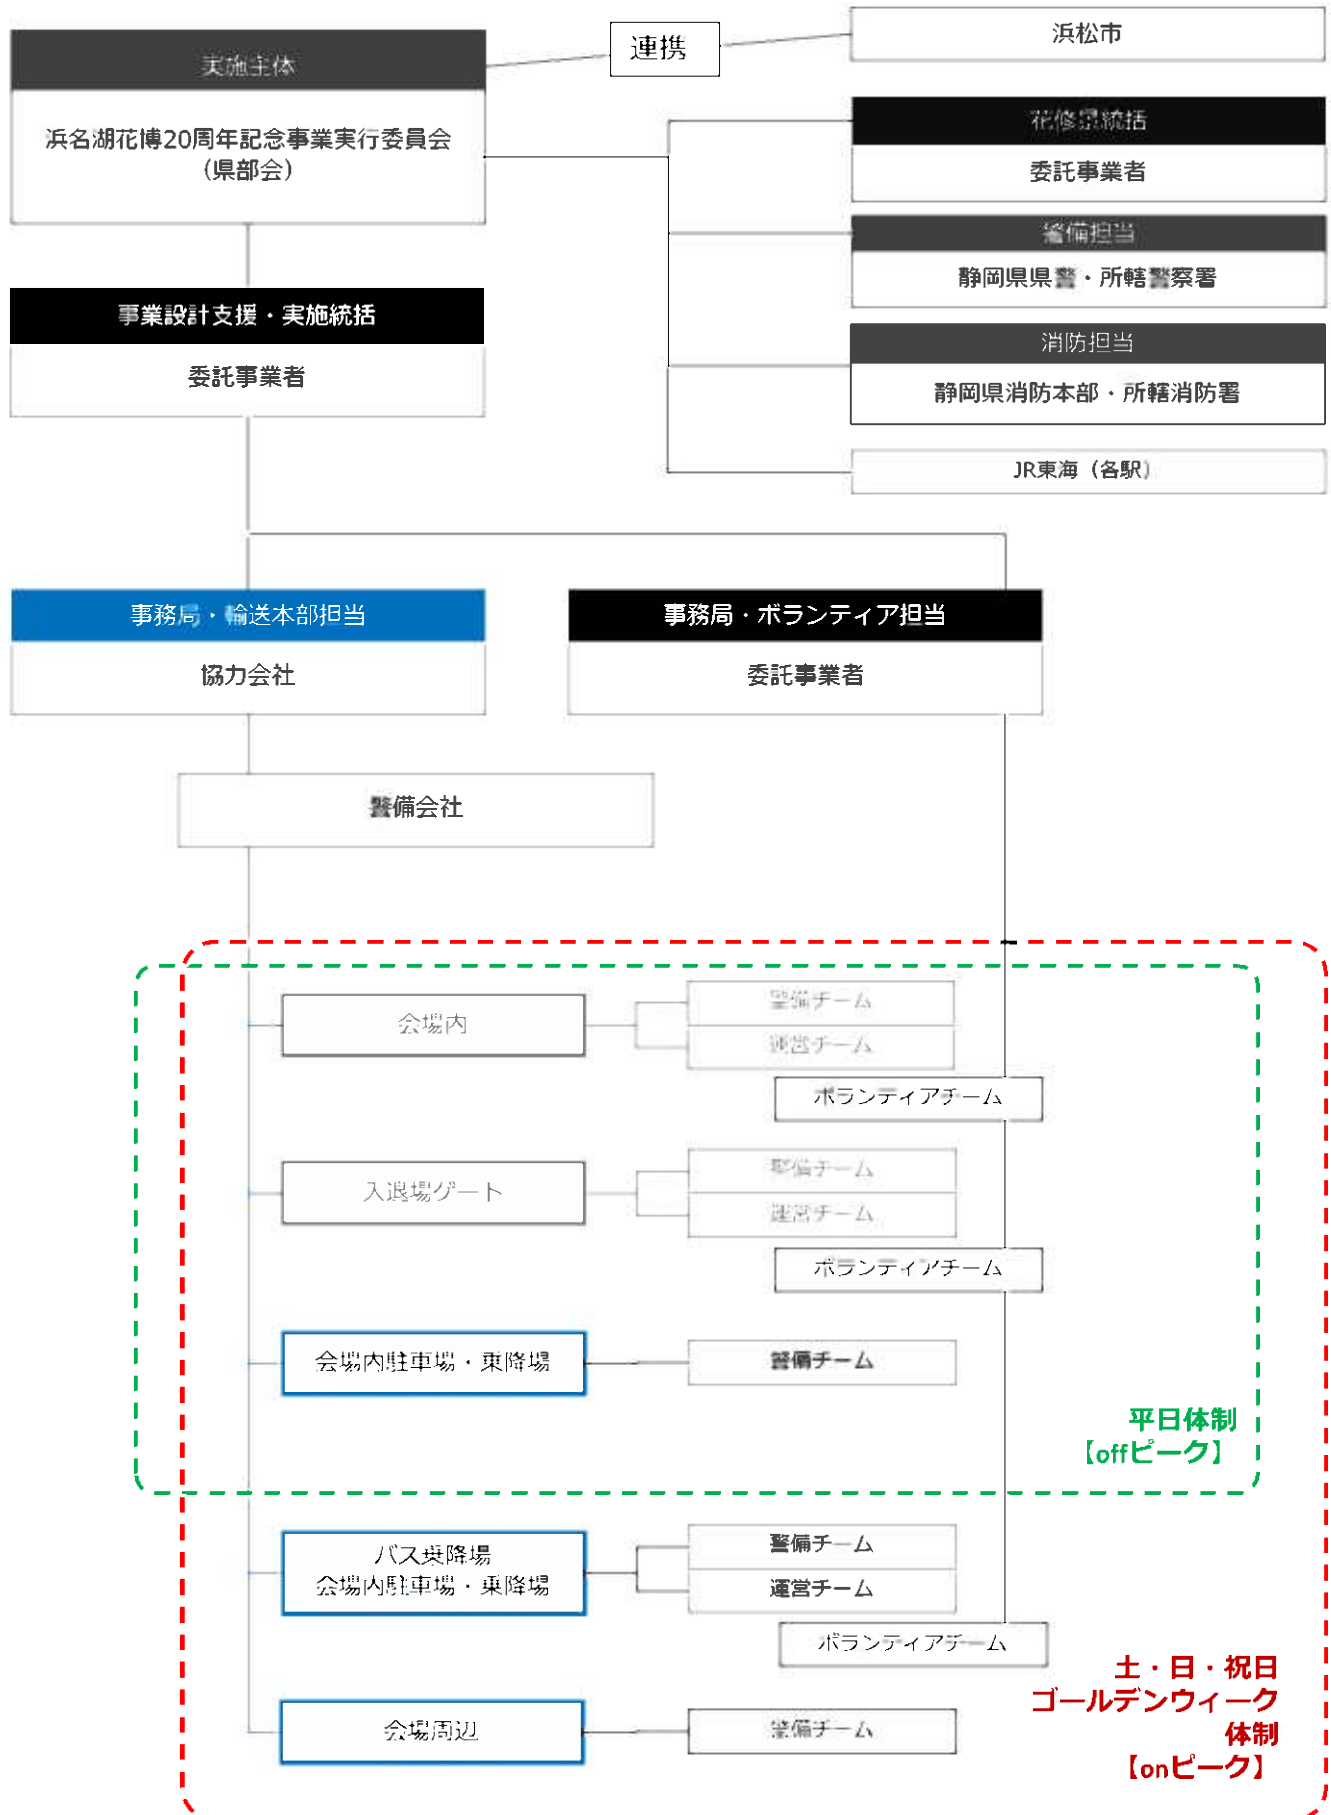 実施主体
浜名湖花博20周年記念事業実行委員会
（県部会）
連携
浜松市
花修景統括
委託事業者
警備担当
静岡県県警・所轄警察署
消防担当
静岡県消防本部・所轄消防署
JR東海（各駅）
事業設計支援・実施統括
委託事業者
事務局・輸送本部担当
協力会社
事務局・ボランティア担当
委託事業者
警備会社
会場内
警備チーム
運営チーム
ボランティアチーム
入退場ゲート
警備チーム
運営チーム
ボランティアチーム
会場内駐車場・乗降場
警備チーム
平日体制
【offピーク】
バス乗降場
会場内駐車場・乗降場
警備チーム
運営チーム
ボランティアチーム
会場周辺
警備チーム
土・日・祝日
ゴールデンウィーク
体制
【onピーク】